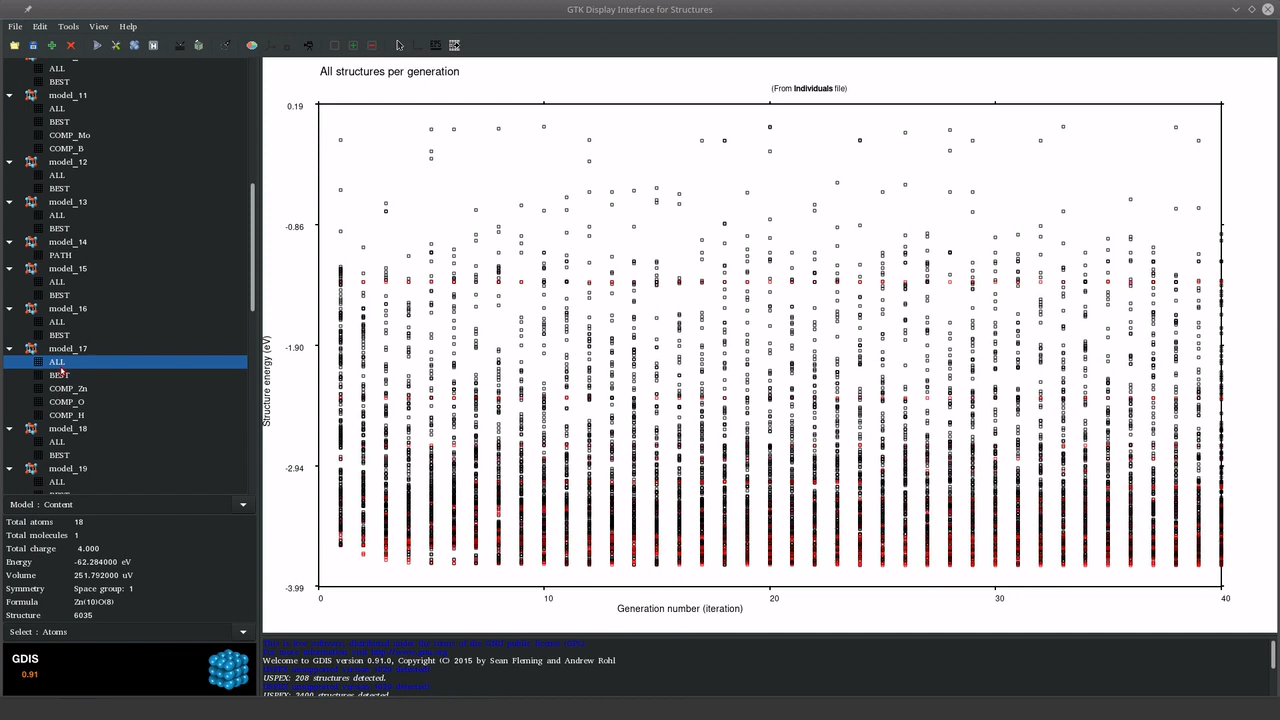 GTK Display Interface for Structures
File Edit Tools View Help
ALL
BEST
model_11
ALL
BEST
COMP_Mo
COMP_B
model_12
ALL
BEST
model_13
ALL
BEST
model_14
PATH
model_15
ALL
BEST
model_16
ALL
BEST
model_17
ALL
BEST
COMP_Zn
COMP_O
COMP_H
model_18
ALL
BEST
model_19
ALL
Model : Content
Total atoms 18
Total molecules 1
Total charge 4.000
Energy -62.284000 eV
Volume 251.792000 uV
Symmetry Space group: 1
Formula Zn(10)O(8)
Structure 6035
Select : Atoms
GDIS
0.91
All structures per generation
(From Individuals file)
0.19
-0.86
-1.90
-2.94
-3.99
Structure energy (eV)
0 10 20 30 40
Generation number (iteration)
Welcome to GDIS version 0.91.0, Copyright (C) 2015 by Sean Fleming and Andrew Rohl
USPEX: 208 structures detected.
USPEX: 2400 structures detected.